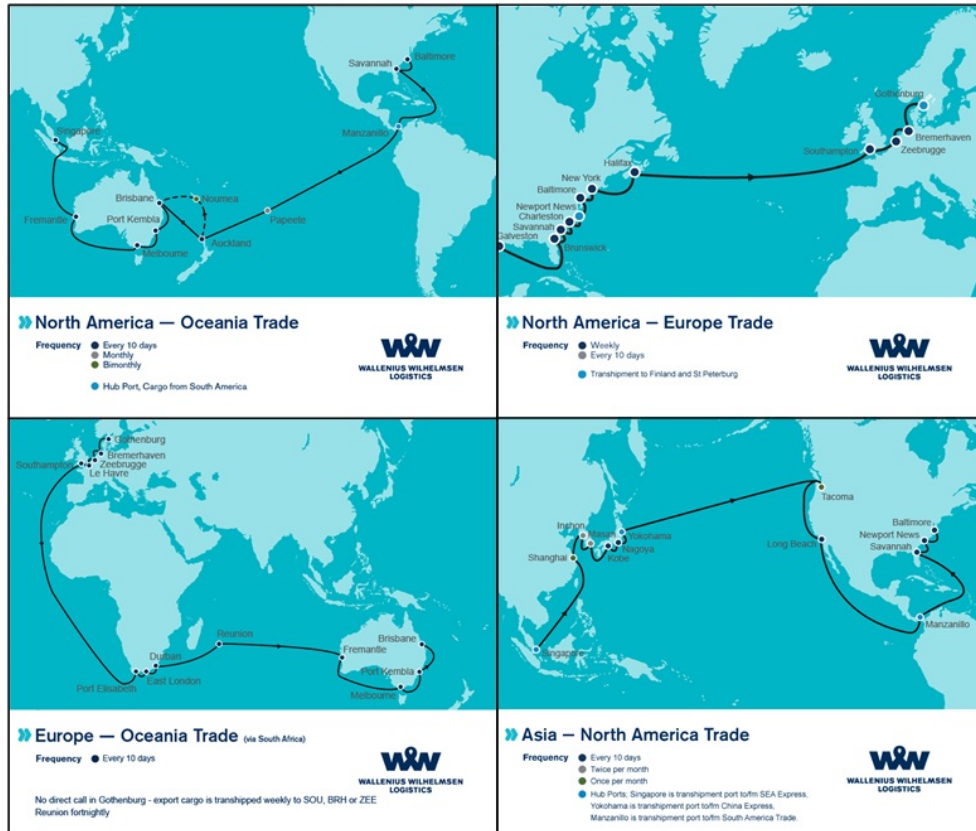 Baltimore
Savannah
Manzanillo
Singapore
Brisbane
Noumea
Fremantle
Port Kembla
Papeete
Auckland
Melbourne
North America — Oceania Trade
Frequency
Every 10 days
Monthly
Bimonthly
Hub Port, Cargo from South America
WALLENIUS WILHELMSEN
LOGISTICS
Gothenburg
Bremerhaven
Southampton
Zeebrugge
Halifax
New York
Baltimore
Newport News
Charleston
Savannah
Galveston
Brunswick
North America — Europe Trade
Frequency
Weekly
Every 10 days
Transhipment to Finland and St Peterburg
WALLENIUS WILHELMSEN
LOGISTICS
Gothenburg
Bremerhaven
Southampton
Zeebrugge
Le Havre
Reunion
Brisbane
Durban
Fremantle
Port Elisabeth
East London
Port Kembla
Melbourne
Europe — Oceania Trade (via South Africa)
Frequency
Every 10 days
WALLENIUS WILHELMSEN
LOGISTICS
No direct call in Gothenburg - export cargo is transhipped weekly to SOU, BRH or ZEE
Reunion fortnightly
Tacoma
Inshon
Masan
Yokohama
Baltimore
Long Beach
Newport News
Nagoya
Savannah
Shanghai
Kobe
Manzanillo
Singapore
Asia — North America Trade
Frequency
Every 10 days
Twice per month
Once per month
Hub Ports; Singapore is transhipment port to/fm SEA Express,
Yokohama is transhipment port to/fm China Express,
Manzanillo is transhipment port to/fm South America Trade.
WALLENIUS WILHELMSEN
LOGISTICS